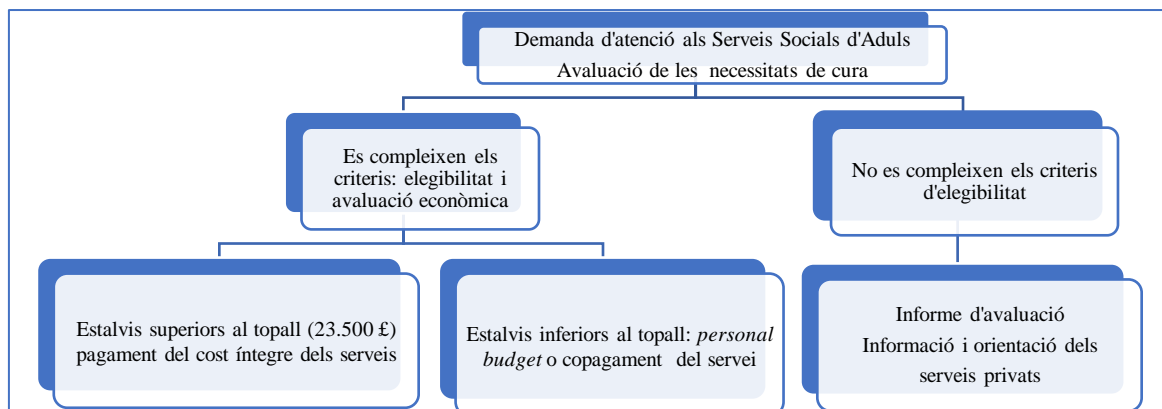 Demanda d'atenció als Serveis Socials d'Aduls
Avaluació de les necessitats de cura
Es compleixen els
criteris: elegibilitat i
avaluació econòmica
No es compleixen els criteris
d'elegibilitat
Estalvis superiors al topall (23.500 £)
pagament del cost íntegre dels serveis
Estalvis inferiors al topall: personal
budget o copagament del servei
Informe d'avaluació
Informació i orientació dels
serveis privats